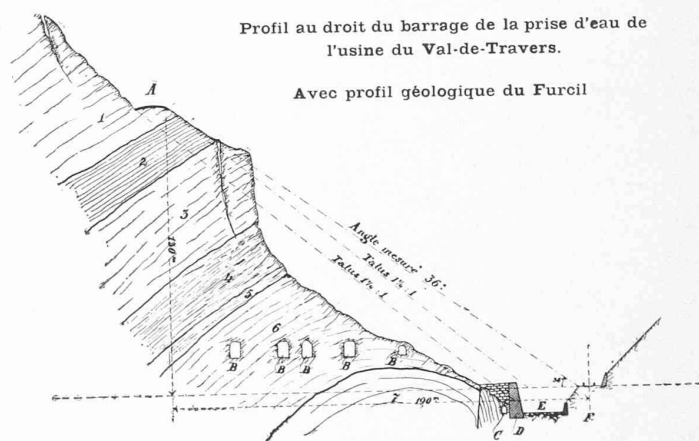 Profil au droit du barrage de la prise d'eau de
l'usine du Val-de-Travers.
Avec profil géologique du Furcil
A
1
2
3
130m
4
5
6
Angle mesuré 36°
Talus 1½ : 1
Talus 1¼ : 1
B B B B B
7
190m
C D E F